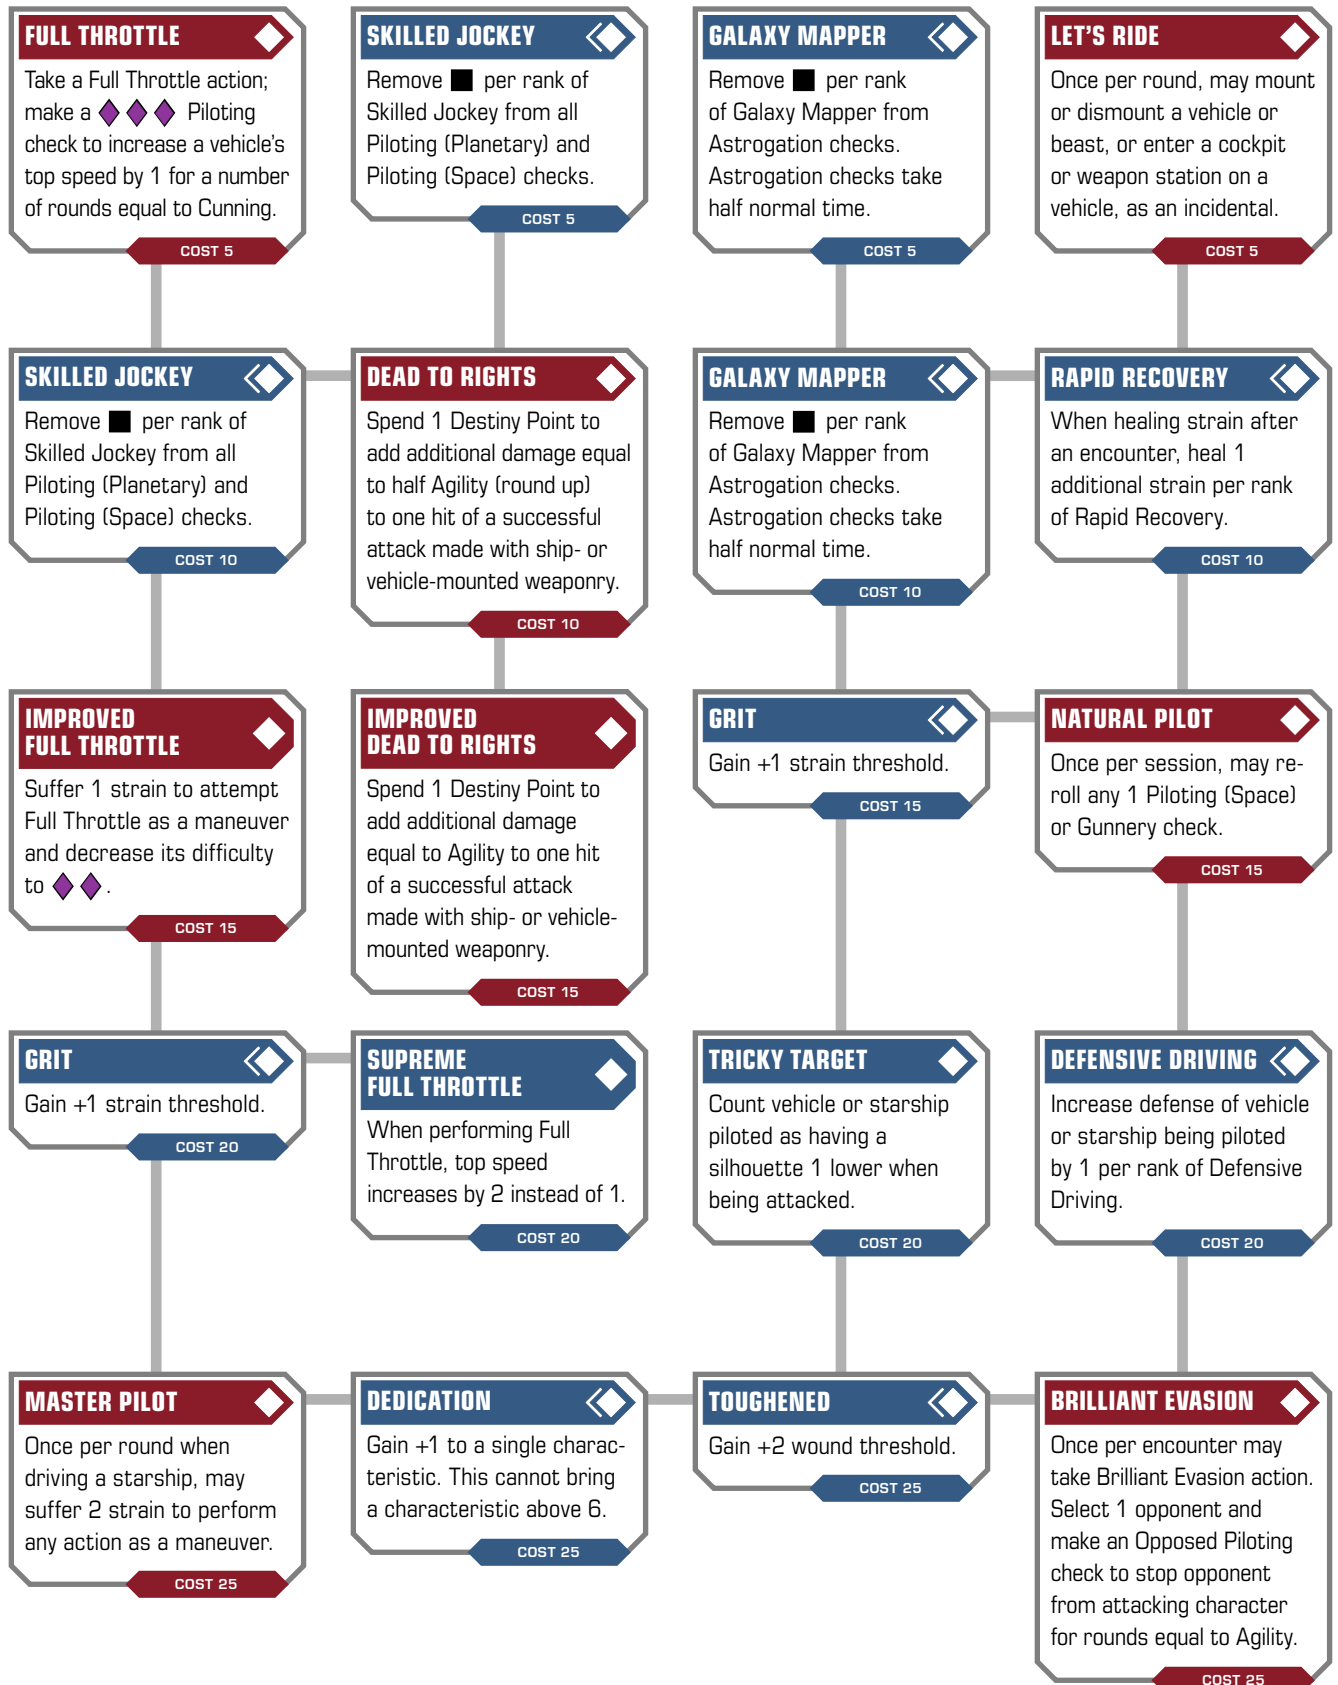 FULL THROTTLE
Take a Full Throttle action;
make a Piloting
check to increase a vehicle's
top speed by 1 for a number
of rounds equal to Cunning.
COST 5
SKILLED JOCKEY
Remove per rank of
Skilled Jockey from all
Piloting (Planetary) and
Piloting (Space) checks.
COST 5
GALAXY MAPPER
Remove per rank
of Galaxy Mapper from
Astrogation checks.
Astrogation checks take
half normal time.
COST 5
LET'S RIDE
Once per round, may mount
or dismount a vehicle or
beast, or enter a cockpit
or weapon station on a
vehicle, as an incidental.
COST 5
SKILLED JOCKEY
Remove per rank of
Skilled Jockey from all
Piloting (Planetary) and
Piloting (Space) checks.
COST 10
DEAD TO RIGHTS
Spend 1 Destiny Point to
add additional damage equal
to half Agility (round up)
to one hit of a successful
attack made with ship- or
vehicle-mounted weaponry.
COST 10
GALAXY MAPPER
Remove per rank
of Galaxy Mapper from
Astrogation checks.
Astrogation checks take
half normal time.
COST 10
RAPID RECOVERY
When healing strain after
an encounter, heal 1
additional strain per rank
of Rapid Recovery.
COST 10
IMPROVED
FULL THROTTLE
Suffer 1 strain to attempt
Full Throttle as a maneuver
and decrease its difficulty
to .
COST 15
IMPROVED
DEAD TO RIGHTS
Spend 1 Destiny Point to
add additional damage
equal to Agility to one hit
of a successful attack
made with ship- or vehicle-
mounted weaponry.
COST 15
GRIT
Gain +1 strain threshold.
COST 15
NATURAL PILOT
Once per session, may re-
roll any 1 Piloting (Space)
or Gunnery check.
COST 15
GRIT
Gain +1 strain threshold.
COST 20
SUPREME
FULL THROTTLE
When performing Full
Throttle, top speed
increases by 2 instead of 1.
COST 20
TRICKY TARGET
Count vehicle or starship
piloted as having a
silhouette 1 lower when
being attacked.
COST 20
DEFENSIVE DRIVING
Increase defense of vehicle
or starship being piloted
by 1 per rank of Defensive
Driving.
COST 20
MASTER PILOT
Once per round when
driving a starship, may
suffer 2 strain to perform
any action as a maneuver.
COST 25
DEDICATION
Gain +1 to a single charac-
teristic. This cannot bring
a characteristic above 6.
COST 25
TOUGHENED
Gain +2 wound threshold.
COST 25
BRILLIANT EVASION
Once per encounter may
take Brilliant Evasion action.
Select 1 opponent and
make an Opposed Piloting
check to stop opponent
from attacking character
for rounds equal to Agility.
COST 25